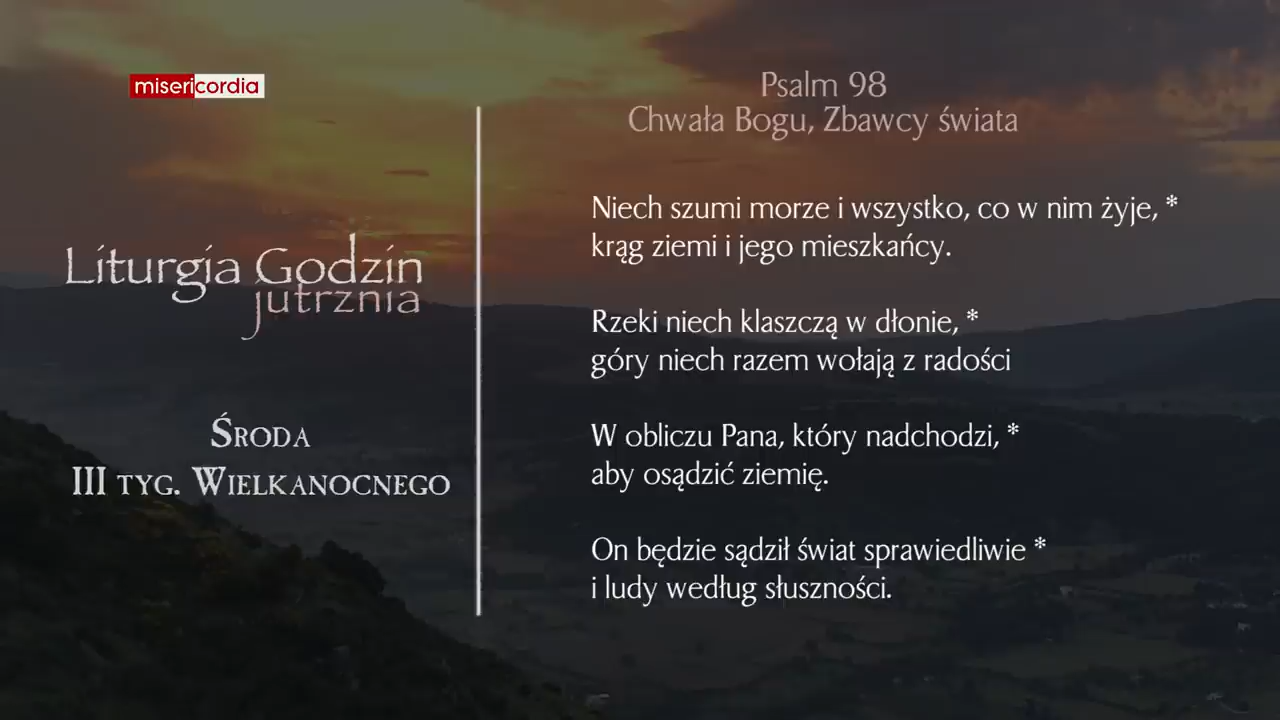 misericordia
Liturgia Godzin
jutrznia
Środa
III tyg. Wielkanocnego
Psalm 98
Chwała Bogu, Zbawcy świata
Niech szumi morze i wszystko, co w nim żyje, *
krąg ziemi i jego mieszkańcy.
Rzeki niech klaszczą w dłonie, *
góry niech razem wołają z radości
W obliczu Pana, który nadchodzi, *
aby osądzić ziemię.
On będzie sądził świat sprawiedliwie *
i ludy według słuszności.